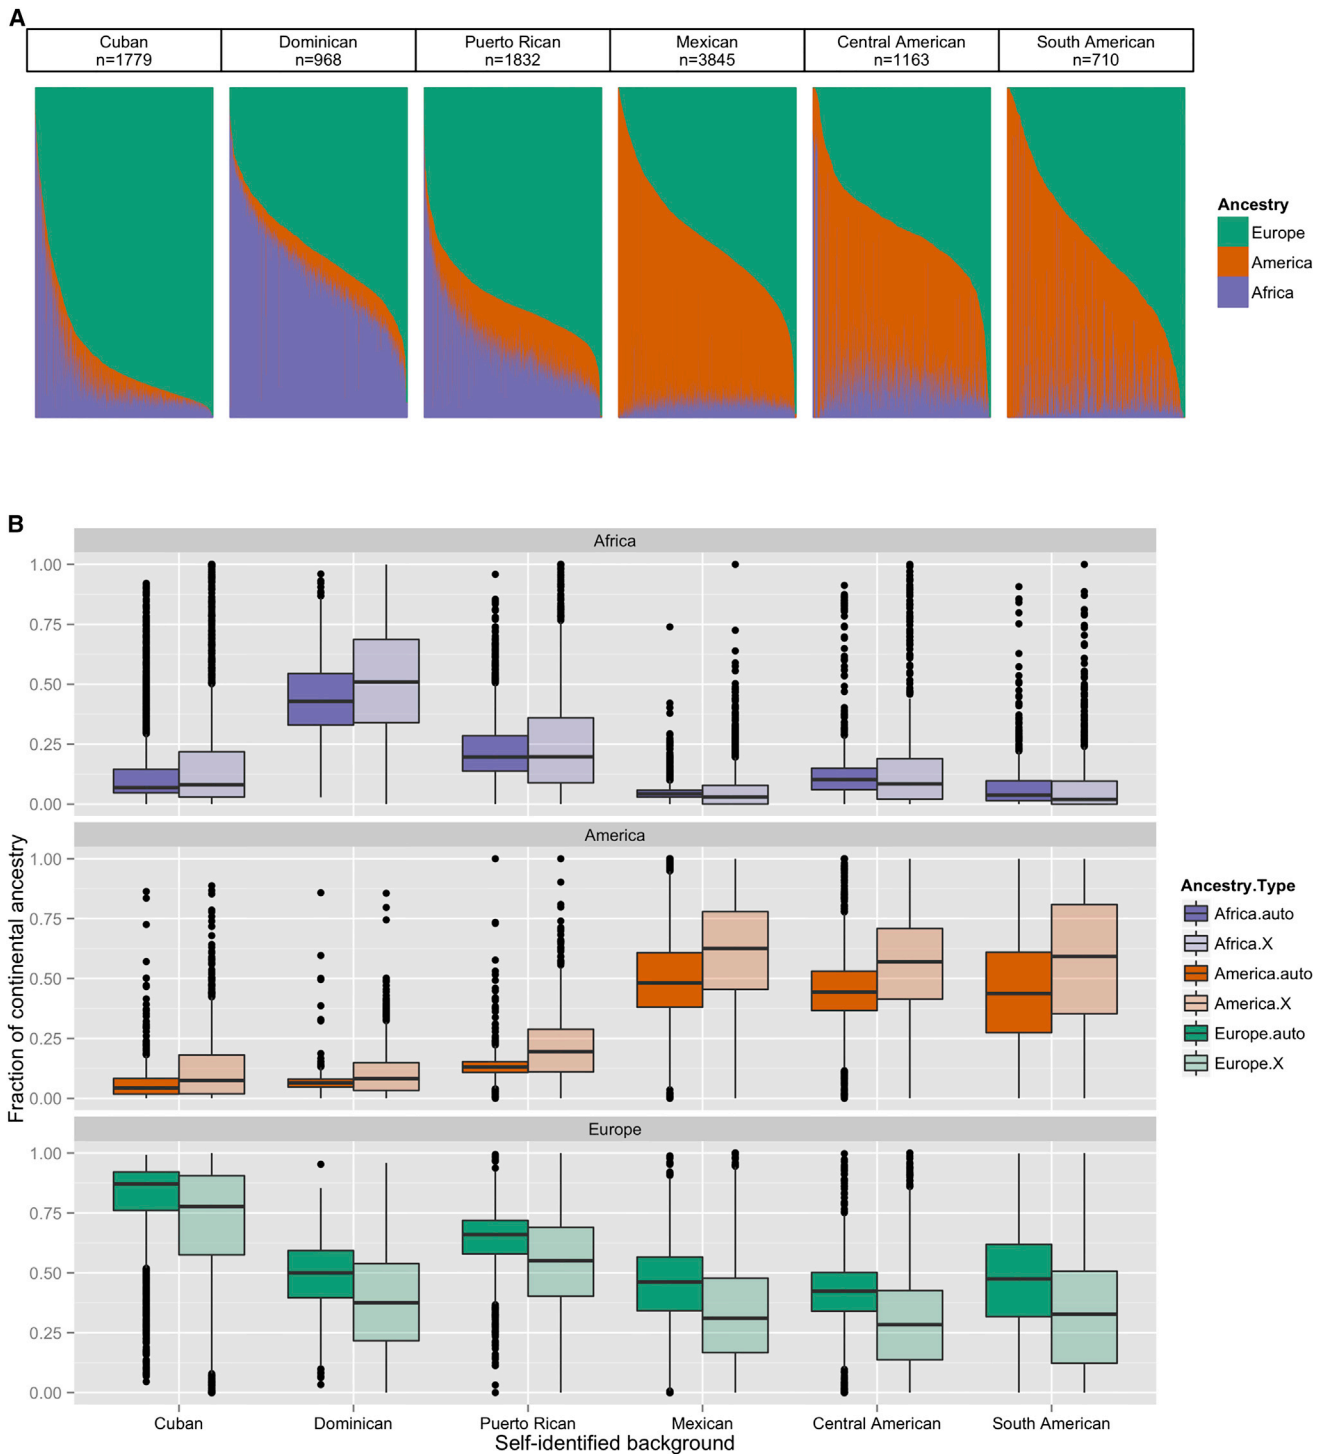 A
Cuban
n=1779
Dominican
n=968
Puerto Rican
n=1832
Mexican
n=3845
Central American
n=1163
South American
n=710
Ancestry
Europe
America
Africa
B
Africa
1.00
0.75
0.50
0.25
0.00
America
1.00
0.75
0.50
0.25
0.00
Europe
1.00
0.75
0.50
0.25
0.00
Fraction of continental ancestry
Cuban
Dominican
Puerto Rican
Mexican
Central American
South American
Self-identified background
Ancestry.Type
Africa.auto
Africa.X
America.auto
America.X
Europe.auto
Europe.X